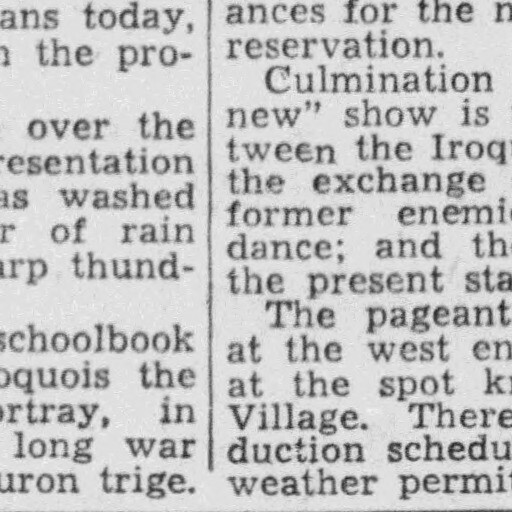 ans today,
the pro-
over the
resentation
as washed
r of rain
arp thund-
schoolbook
oquois the
ortray, in
long war
uron trige.
ances for the
reservation.
Culmination
new" show is
tween the Iroqu
the exchange
former enemi
dance; and the
the present sta
The pageant
at the west en
at the spot k
Village. There
duction schedu
weather permit